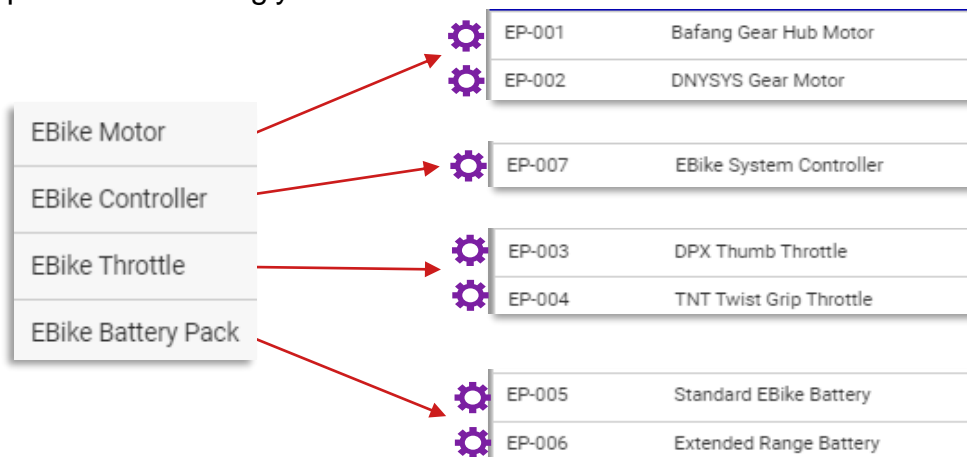 EBike Motor
EBike Controller
EBike Throttle
EBike Battery Pack
EP-001 Bafang Gear Hub Motor
EP-002 DNYSYS Gear Motor
EP-007 EBike System Controller
EP-003 DPX Thumb Throttle
EP-004 TNT Twist Grip Throttle
EP-005 Standard EBike Battery
EP-006 Extended Range Battery